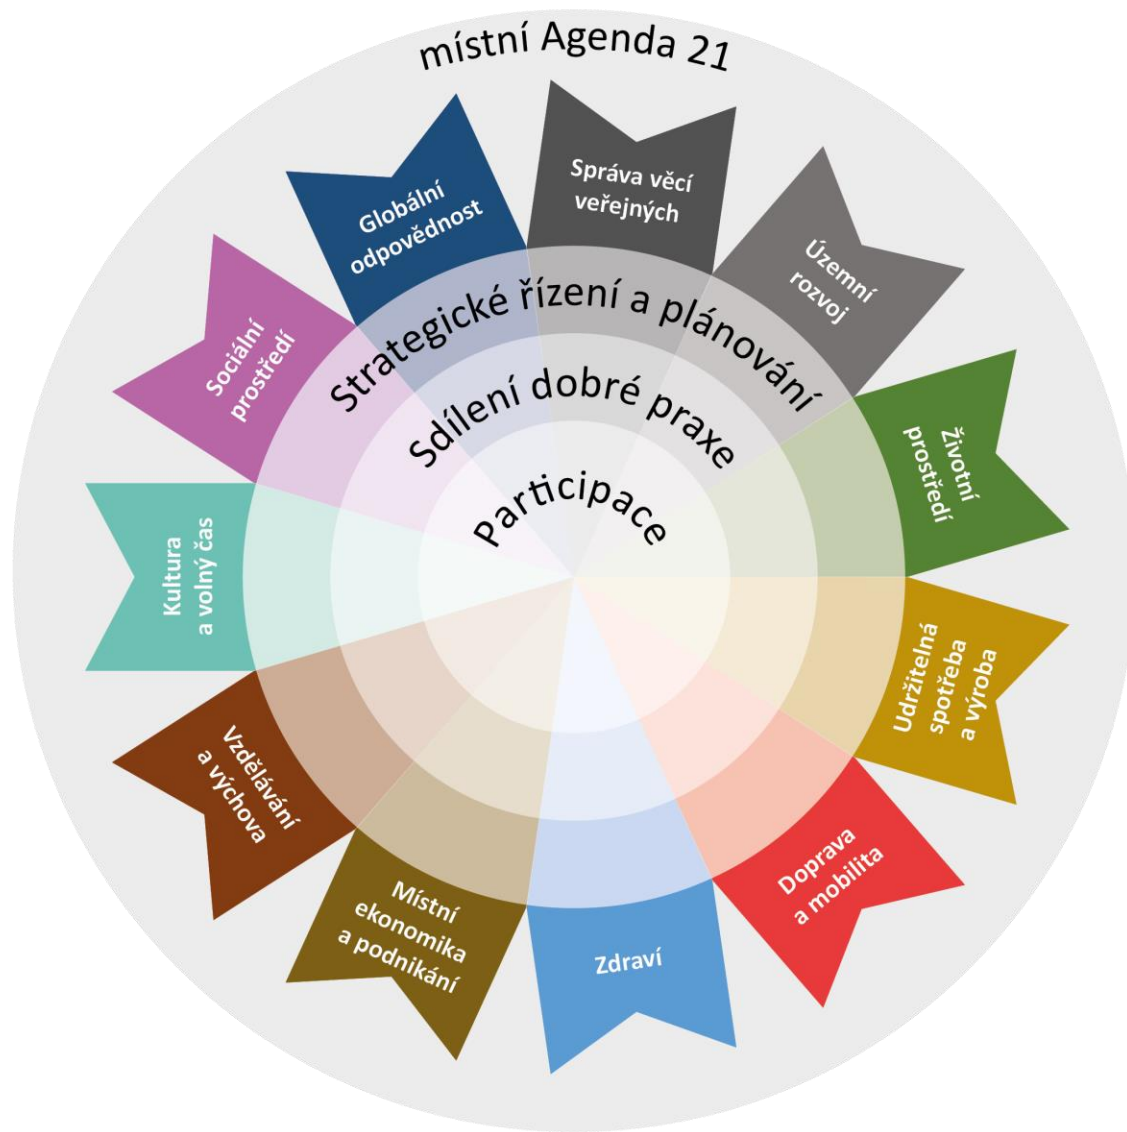 místní Agenda 21
Správa věcí
veřejných
Územní
rozvoj
Životní
prostředí
Udržitelná
spotřeba
a výroba
Doprava
a mobilita
Zdraví
Místní
ekonomika
a podnikání
Vzdělávání
a výchova
Kultura
a volný čas
Sociální
prostředí
Globální
odpovědnost
Strategické řízení a plánování
Sdílení dobré praxe
Participace